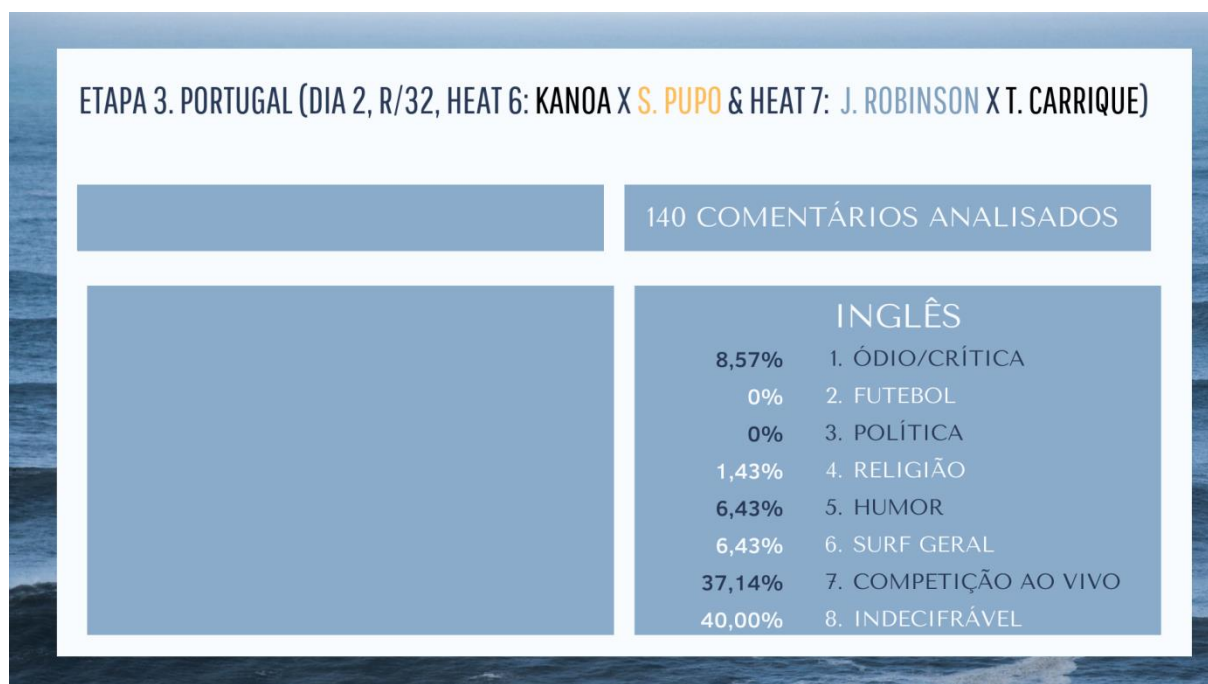 ETAPA 3. PORTUGAL (DIA 2, R/32, HEAT 6: KANOA X S. PUPO & HEAT 7: J. ROBINSON X T. CARRIQUE)
140 COMENTÁRIOS ANALISADOS
INGLÊS
8,57% 1. ÓDIO/CRÍTICA
0% 2. FUTEBOL
0% 3. POLÍTICA
1,43% 4. RELIGIÃO
6,43% 5. HUMOR
6,43% 6. SURF GERAL
37,14% 7. COMPETIÇÃO AO VIVO
40,00% 8. INDECIFRÁVEL